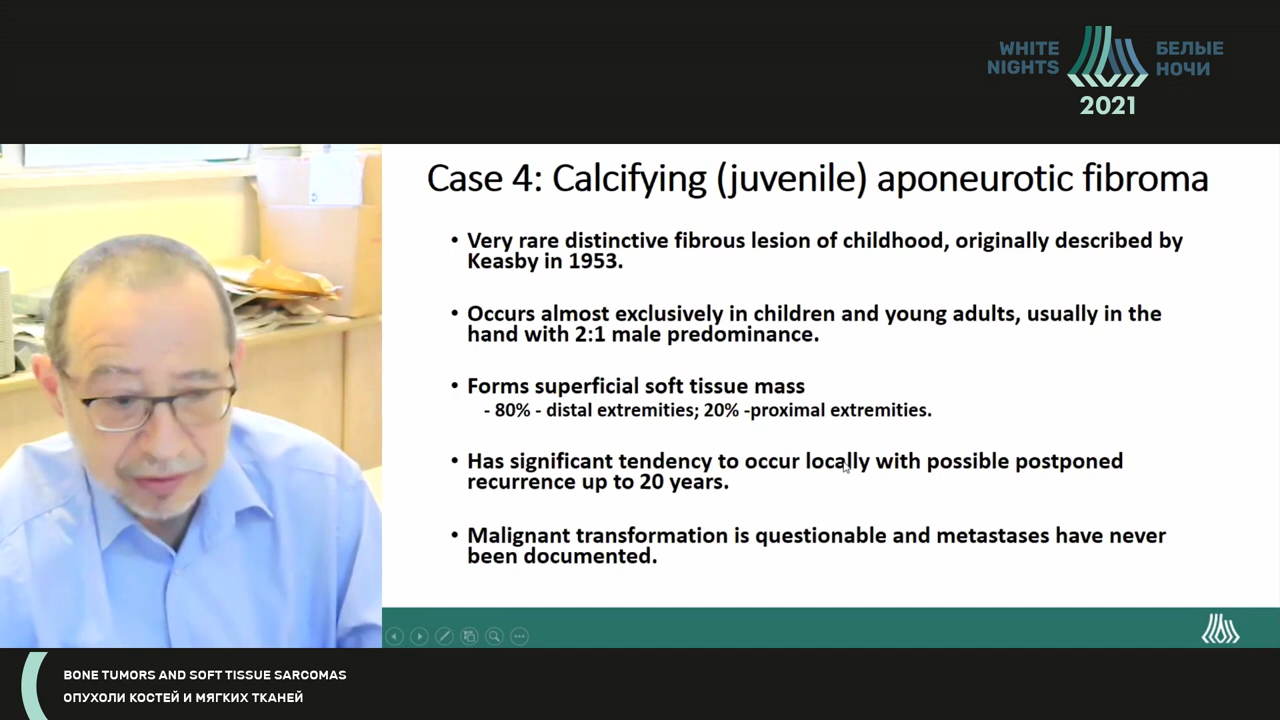 WHITE NIGHTS
БЕЛЫЕ НОЧИ
2021
Case 4: Calcifying (juvenile) aponeurotic fibroma
• Very rare distinctive fibrous lesion of childhood, originally described by
Keasby in 1953.
• Occurs almost exclusively in children and young adults, usually in the
hand with 2:1 male predominance.
• Forms superficial soft tissue mass
- 80% - distal extremities; 20% -proximal extremities.
• Has significant tendency to occur locally with possible postponed
recurrence up to 20 years.
• Malignant transformation is questionable and metastases have never
been documented.
BONE TUMORS AND SOFT TISSUE SARCOMAS
ОПУХОЛИ КОСТЕЙ И МЯГКИХ ТКАНЕЙ